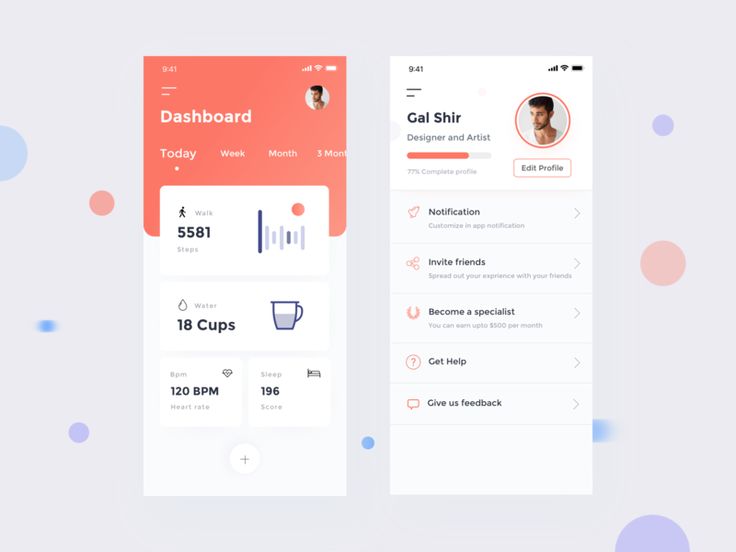 9:41
Dashboard
Today Week Month 3 Mont
Walk
5581
Steps
Water
18 Cups
Bpm
120 BPM
Heart rate
Sleep
196
Score
+
9:41
Gal Shir
Designer and Artist
77% Complete profile
Edit Profile
Notification
Customize in app notification
Invite friends
Spread out your exprience with your friends
Become a specialist
You can earn upto $500 per month
?
Get Help
Give us feedback